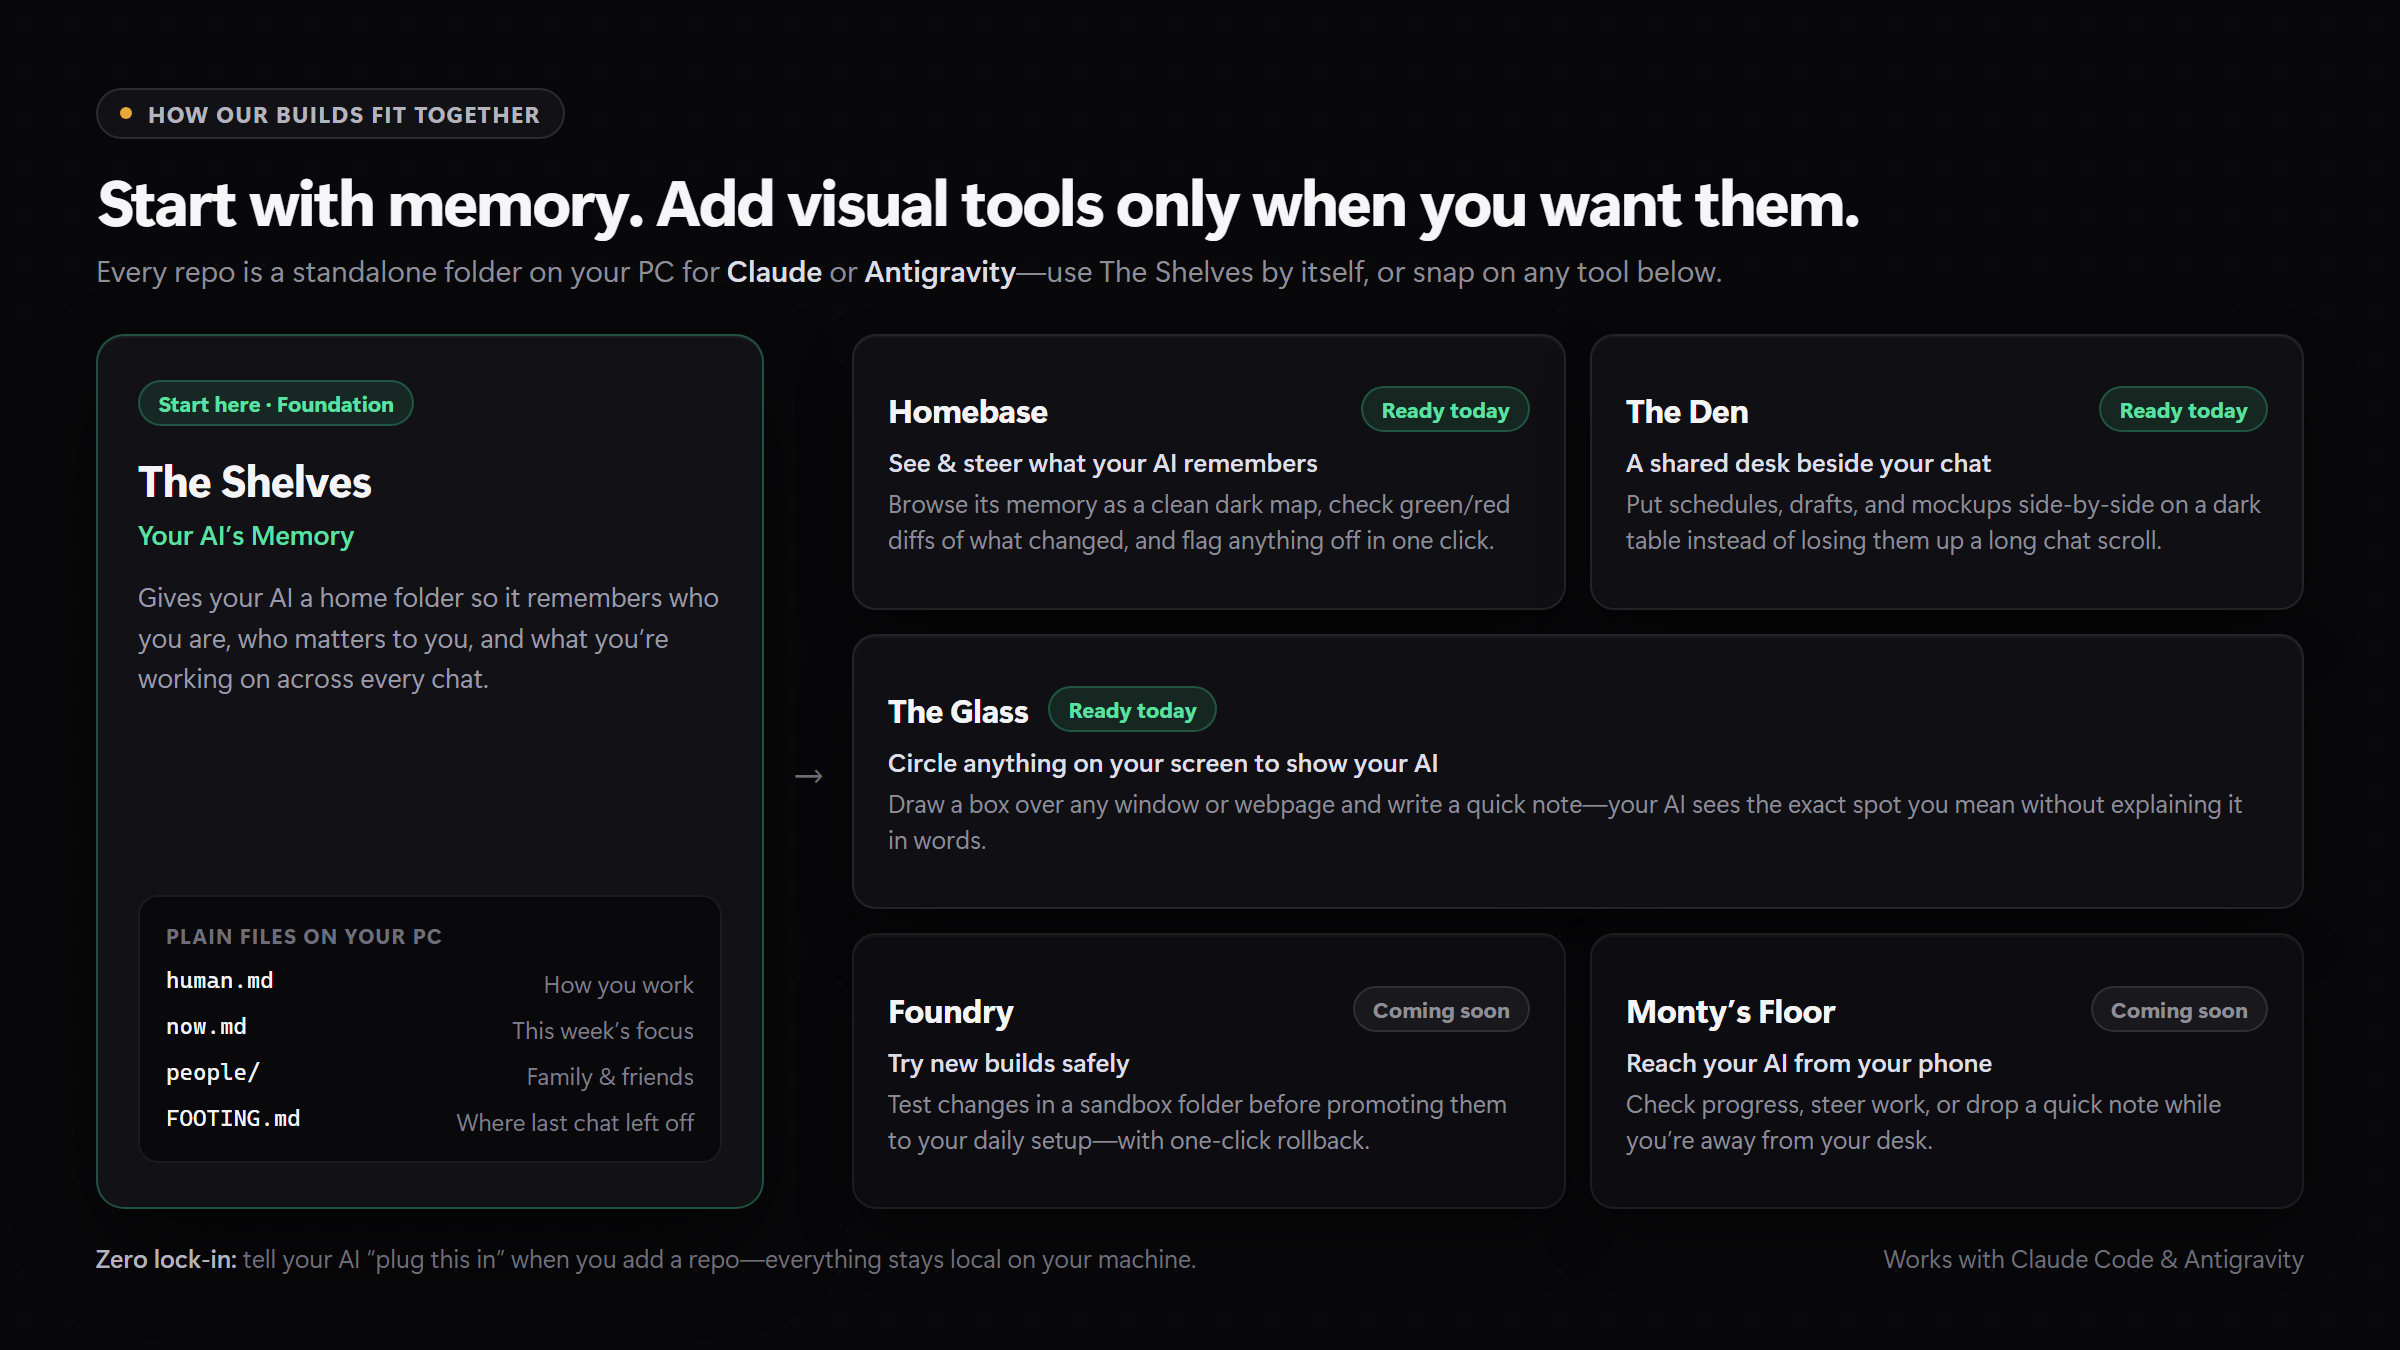 HOW OUR BUILDS FIT TOGETHER
Start with memory. Add visual tools only when you want them.
Every repo is a standalone folder on your PC for Claude or Antigravity—use The Shelves by itself, or snap on any tool below.
Start here · Foundation
The Shelves
Your AI’s Memory
Gives your AI a home folder so it remembers who
you are, who matters to you, and what you’re
working on across every chat.
PLAIN FILES ON YOUR PC
human.md How you work
now.md This week’s focus
people/ Family & friends
FOOTING.md Where last chat left off
→
Homebase Ready today
See & steer what your AI remembers
Browse its memory as a clean dark map, check green/red
diffs of what changed, and flag anything off in one click.
The Den Ready today
A shared desk beside your chat
Put schedules, drafts, and mockups side-by-side on a dark
table instead of losing them up a long chat scroll.
The Glass Ready today
Circle anything on your screen to show your AI
Draw a box over any window or webpage and write a quick note—your AI sees the exact spot you mean without explaining it
in words.
Foundry Coming soon
Try new builds safely
Test changes in a sandbox folder before promoting them
to your daily setup—with one-click rollback.
Monty’s Floor Coming soon
Reach your AI from your phone
Check progress, steer work, or drop a quick note while
you’re away from your desk.
Zero lock-in: tell your AI “plug this in” when you add a repo—everything stays local on your machine.
Works with Claude Code & Antigravity